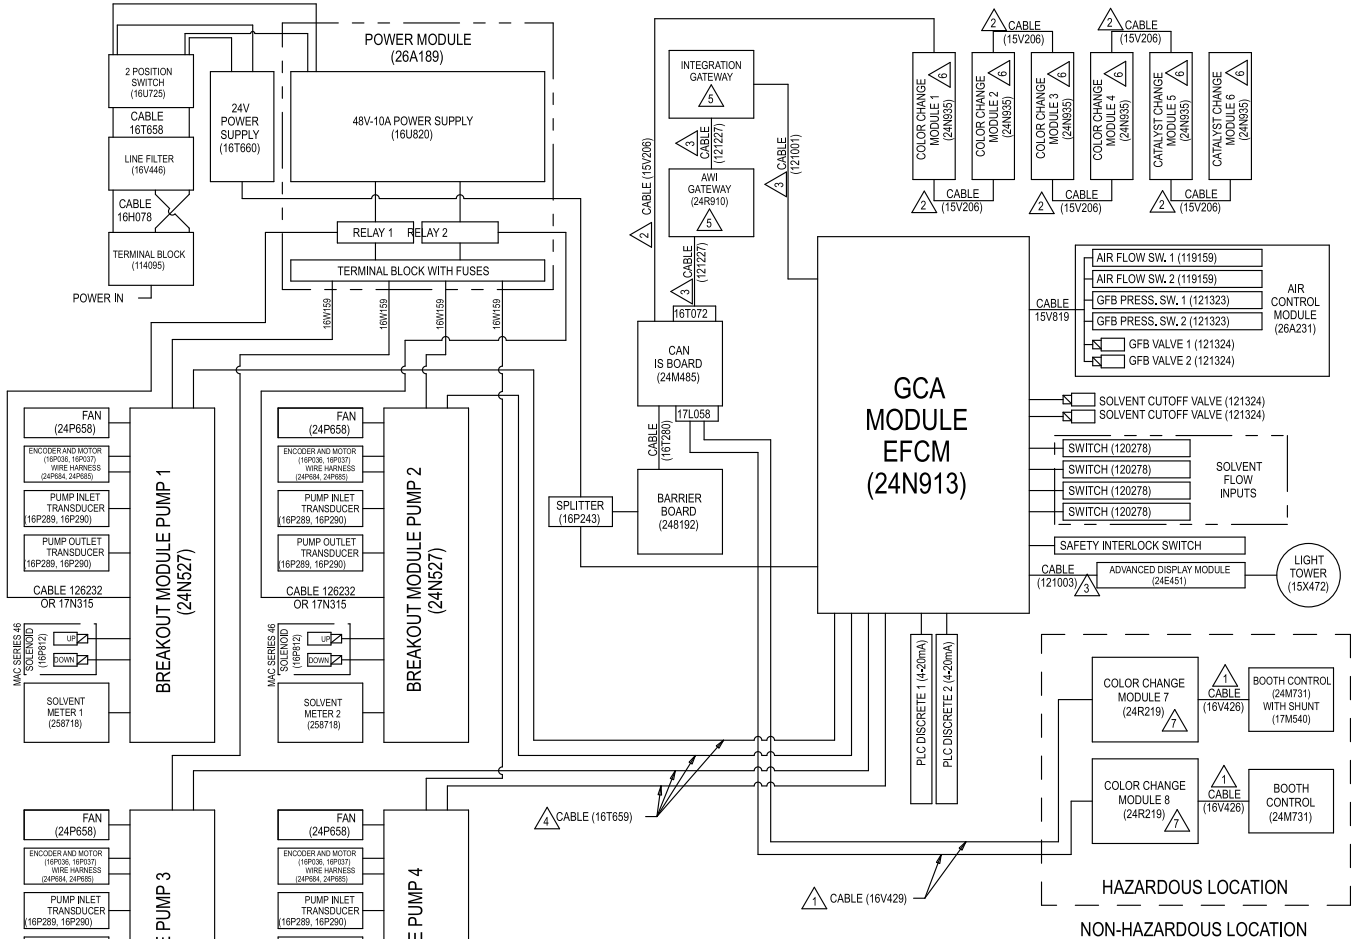 POWER MODULE
(26A189)
2 POSITION
SWITCH
(16U725)
CABLE
16T658
LINE FILTER
(16V446)
CABLE
16H078
TERMINAL BLOCK
(114095)
POWER IN
24V
POWER
SUPPLY
(16T660)
48V-10A POWER SUPPLY
(16U820)
RELAY 1
RELAY 2
TERMINAL BLOCK WITH FUSES
16W159
16W159
16W159
16W159
INTEGRATION
GATEWAY
5
3
CABLE
(121227)
AWI
GATEWAY
(24R910)
5
3
CABLE
(121227)
3
CABLE
(121001)
2
CABLE (15V206)
16T072
CAN
IS BOARD
(24M485)
17L058
CABLE
(16T280)
BARRIER
BOARD
(248192)
SPLITTER
(16P243)
COLOR CHANGE
MODULE 1
(24N935)
6
COLOR CHANGE
MODULE 2
(24N935)
6
COLOR CHANGE
MODULE 3
(24N935)
6
COLOR CHANGE
MODULE 4
(24N935)
6
CATALYST CHANGE
MODULE 5
(24N935)
6
CATALYST CHANGE
MODULE 6
(24N935)
6
2
CABLE
(15V206)
2
CABLE
(15V206)
2
CABLE
(15V206)
2
CABLE
(15V206)
2
CABLE
(15V206)
GCA
MODULE
EFCM
(24N913)
CABLE
15V819
AIR FLOW SW. 1 (119159)
AIR FLOW SW. 2 (119159)
GFB PRESS. SW. 1 (121323)
GFB PRESS. SW. 2 (121323)
GFB VALVE 1 (121324)
GFB VALVE 2 (121324)
AIR
CONTROL
MODULE
(26A231)
SOLVENT CUTOFF VALVE (121324)
SOLVENT CUTOFF VALVE (121324)
SWITCH (120278)
SWITCH (120278)
SWITCH (120278)
SWITCH (120278)
SOLVENT
FLOW
INPUTS
SAFETY INTERLOCK SWITCH
CABLE
(121003)
3
ADVANCED DISPLAY MODULE
(24E451)
LIGHT
TOWER
(15X472)
PLC DISCRETE 1 (4-20mA)
PLC DISCRETE 2 (4-20mA)
FAN
(24P658)
ENCODER AND MOTOR
(16P036, 16P037)
WIRE HARNESS
(24P684, 24P685)
PUMP INLET
TRANSDUCER
(16P289, 16P290)
PUMP OUTLET
TRANSDUCER
(16P289, 16P290)
CABLE 126232
OR 17N315
MAC SERIES 46
SOLENOID
(16P812)
UP
DOWN
SOLVENT
METER 1
(258718)
BREAKOUT MODULE PUMP 1
(24N527)
FAN
(24P658)
ENCODER AND MOTOR
(16P036, 16P037)
WIRE HARNESS
(24P684, 24P685)
PUMP INLET
TRANSDUCER
(16P289, 16P290)
PUMP OUTLET
TRANSDUCER
(16P289, 16P290)
CABLE 126232
OR 17N315
MAC SERIES 46
SOLENOID
(16P812)
UP
DOWN
SOLVENT
METER 2
(258718)
BREAKOUT MODULE PUMP 2
(24N527)
4
CABLE (16T659)
1
CABLE (16V429)
COLOR CHANGE
MODULE 7
(24R219)
7
1
CABLE
(16V426)
BOOTH CONTROL
(24M731)
WITH SHUNT
(17M540)
COLOR CHANGE
MODULE 8
(24R219)
7
1
CABLE
(16V426)
BOOTH
CONTROL
(24M731)
HAZARDOUS LOCATION
NON-HAZARDOUS LOCATION
FAN
(24P658)
ENCODER AND MOTOR
(16P036, 16P037)
WIRE HARNESS
(24P684, 24P685)
PUMP INLET
TRANSDUCER
(16P289, 16P290)
E PUMP 3
FAN
(24P658)
ENCODER AND MOTOR
(16P036, 16P037)
WIRE HARNESS
(24P684, 24P685)
PUMP INLET
TRANSDUCER
(16P289, 16P290)
E PUMP 4